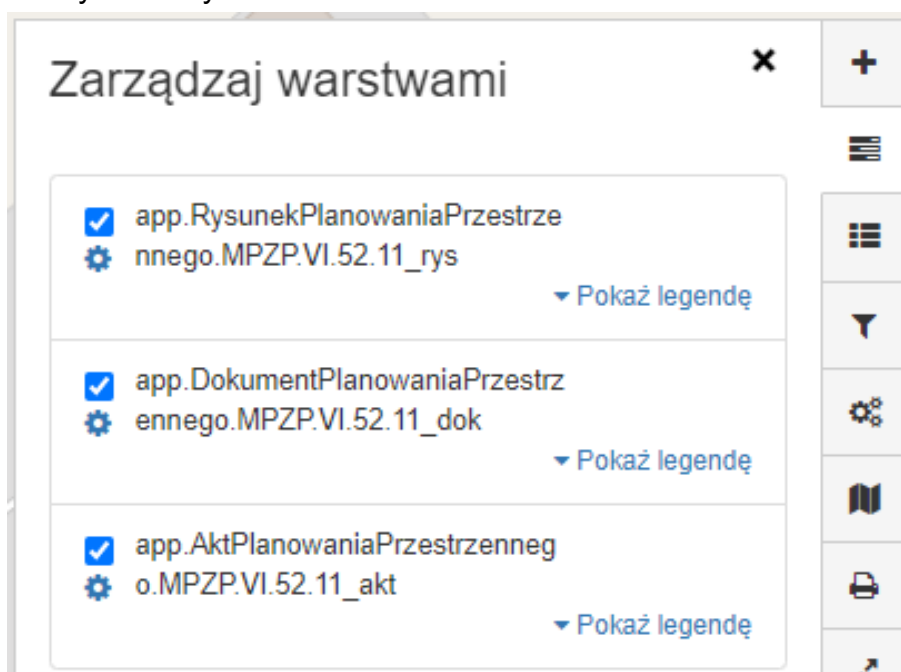 Zarządzaj warstwami
app.RysunekPlanowaniaPrzestrze
nnego.MPZP.VI.52.11_rys
Pokaż legendę
app.DokumentPlanowaniaPrzestrz
ennego.MPZP.VI.52.11_dok
Pokaż legendę
app.AktPlanowaniaPrzestrzenneg
o.MPZP.VI.52.11_akt
Pokaż legendę